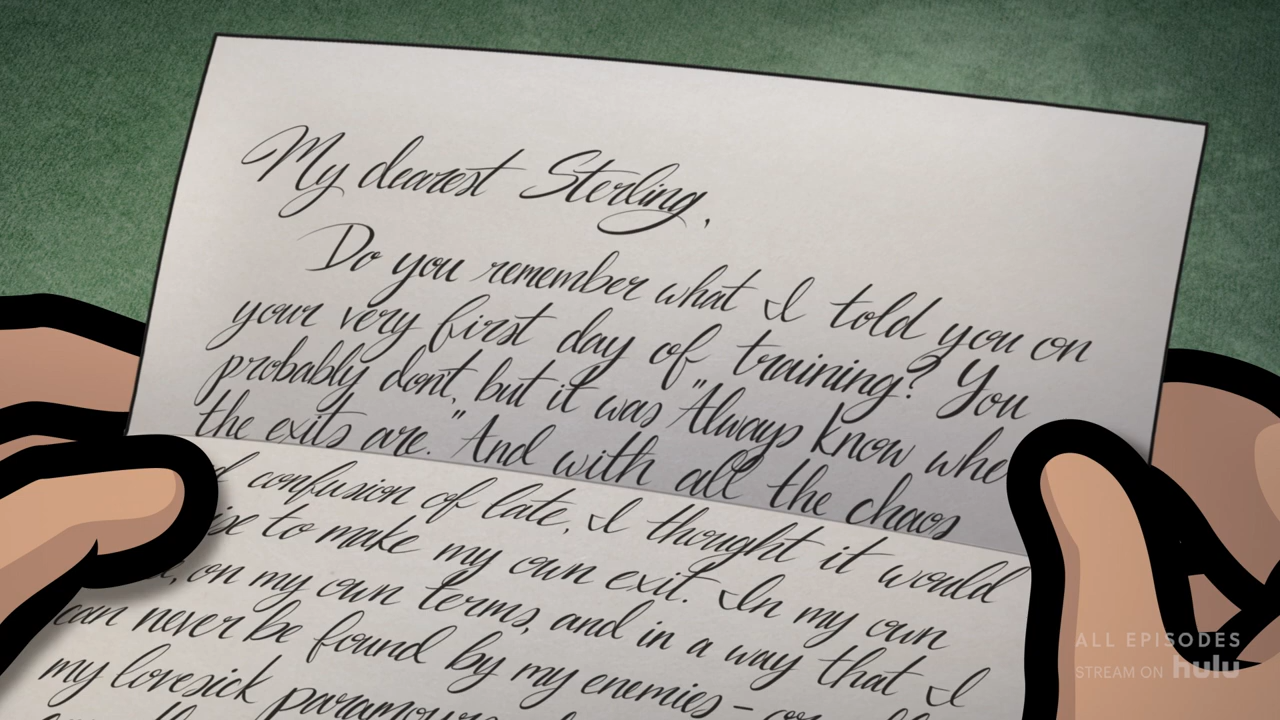 My dearest Sterling,
Do you remember what I told you on
your very first day of training? You
probably don't, but it was "Always know
the exits are." And with all the chaos
confusion of late, I thought it would
to make my own exit. In my own
on my own terms, and in a way that I
can never be found by my enemies - or
my lovesick paramours
ALL EPISODES
STREAM ON hulu